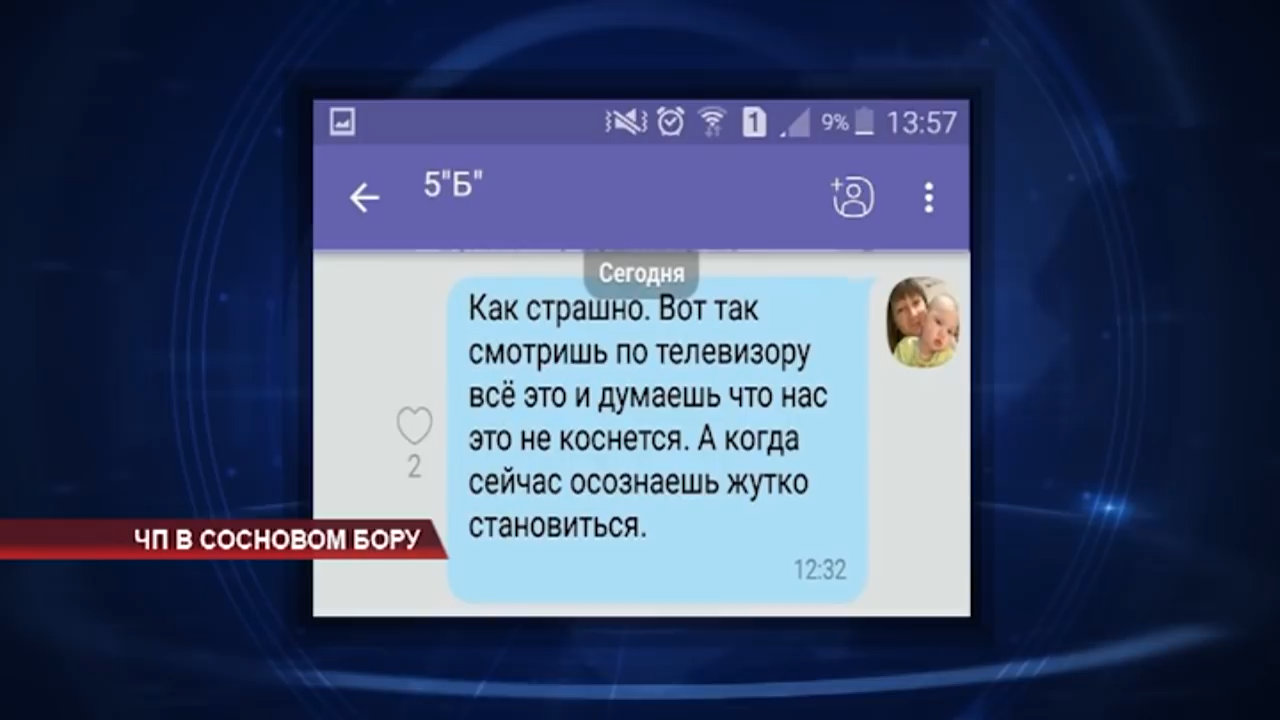 1 9% 13:57
5"Б"
Сегодня
Как страшно. Вот так
смотришь по телевизору
всё это и думаешь что нас
это не коснется. А когда
сейчас осознаешь жутко
становиться.
2
12:32
ЧП В СОСНОВОМ БОРУ